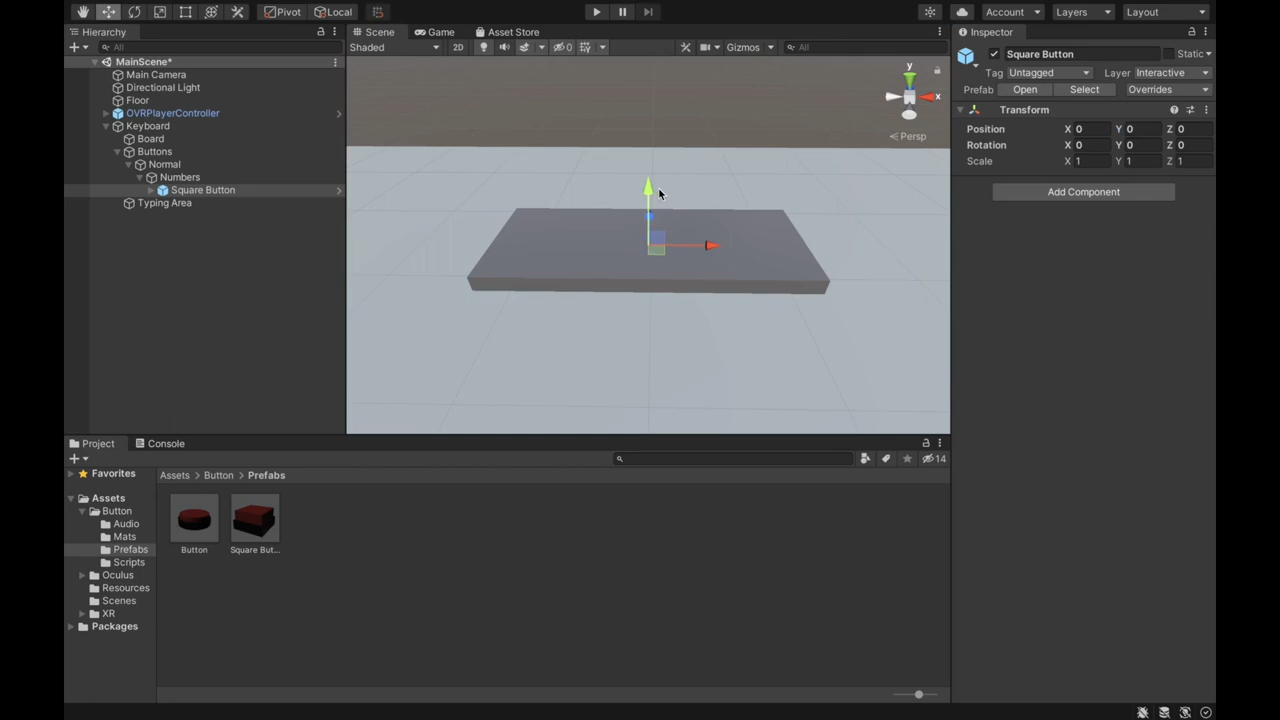 Pivot Local Account Layers Layout
Hierarchy Scene Game Asset Store Inspector
All Shaded 2D 0 Gizmos All Square Button Static
MainScene*
Main Camera
Directional Light
Floor
OVRPlayerController
Keyboard
Board
Buttons
Normal
Numbers
Square Button
Typing Area
y
x
Persp
Tag Untagged Layer Interactive
Prefab Open Select Overrides
Transform
Position X 0 Y 0 Z 0
Rotation X 0 Y 0 Z 0
Scale X 1 Y 1 Z 1
Add Component
Project Console
14
Favorites
Assets
Button
Audio
Mats
Prefabs
Scripts
Oculus
Resources
Scenes
XR
Packages
Assets > Button > Prefabs
Button Square But...